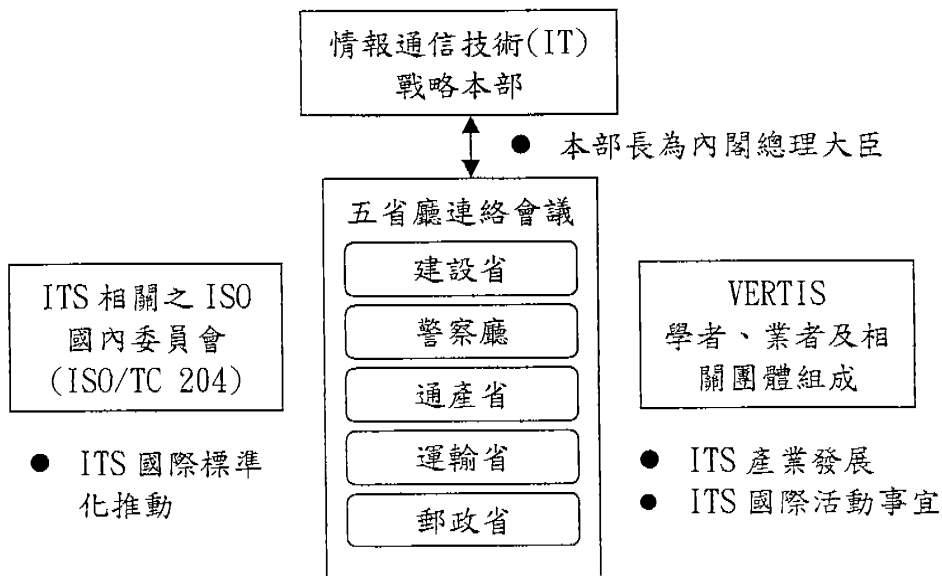 情報通信技術(IT)
戰略本部
● 本部長為內閣總理大臣
五省廳連絡會議
建設省
警察廳
通產省
運輸省
郵政省
ITS 相關之 ISO
國內委員會
(ISO/TC 204)
● ITS 國際標準
化推動
VERTIS
學者、業者及相
關團體組成
● ITS 產業發展
● ITS 國際活動事宜